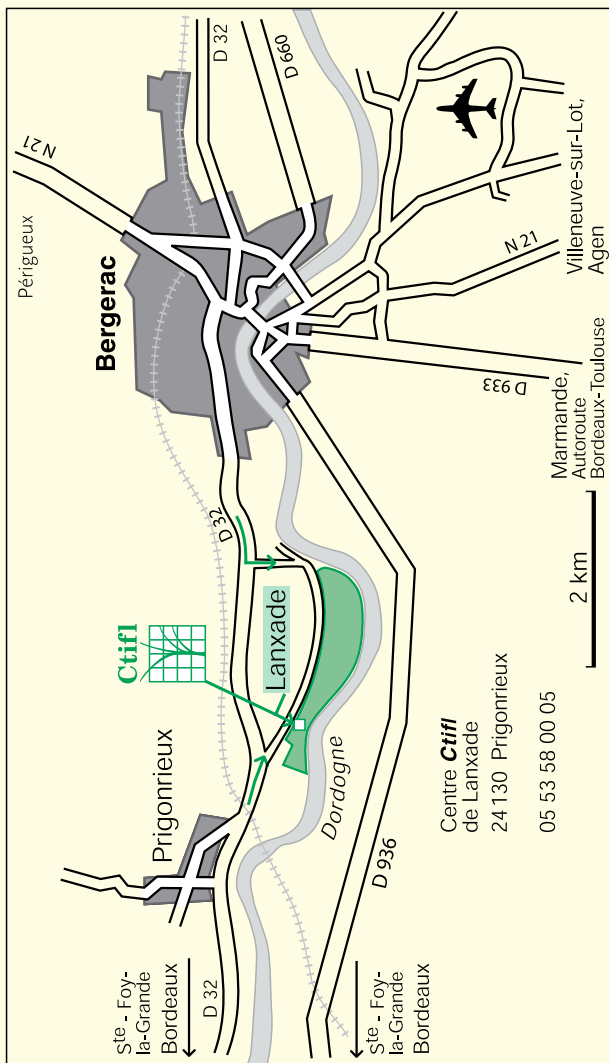 Périgueux
N 21
D 32
D 660
Bergerac
Ctifl
Prigonrieux
D 32
Lanxade
Ste - Foy-
la-Grande
Bordeaux
D 32
Dordogne
D 936
Ste - Foy-
la-Grande
Bordeaux
N 21
D 933
Villeneuve-sur-Lot,
Agen
Marmande,
Autoroute
Bordeaux-Toulouse
2 km
Centre Ctifl
de Lanxade
24130 Prigonrieux
05 53 58 00 05